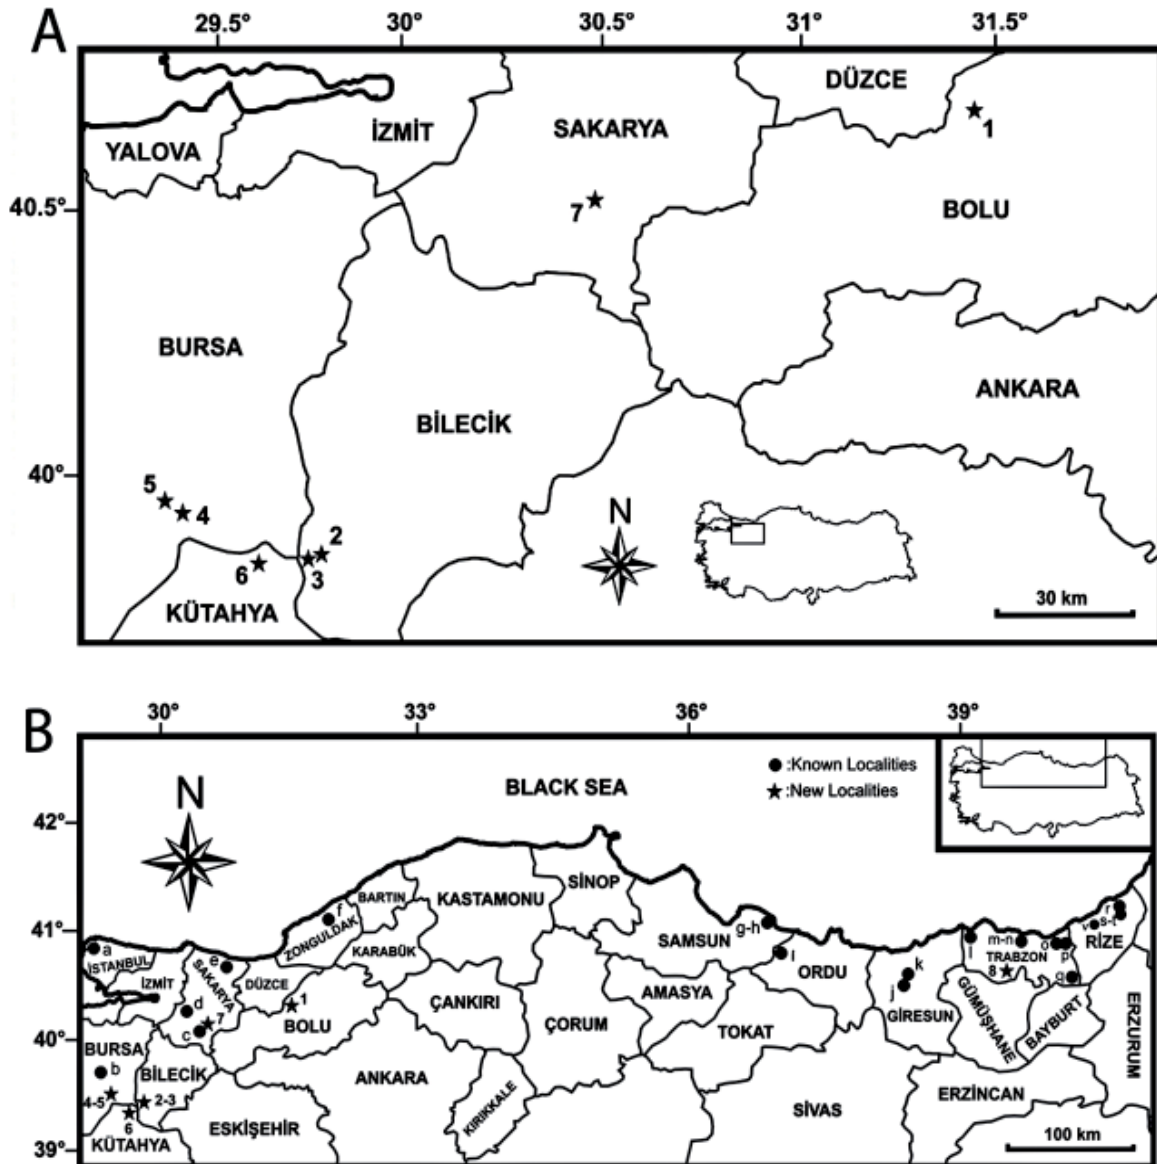 A
29.5° 30° 30.5° 31° 31.5°
DÜZCE
1
İZMİT
SAKARYA
YALOVA
40.5°
7
BOLU
BURSA
ANKARA
BİLECİK
40°
5
4
N
2
6
3
KÜTAHYA
30 km
B
30° 33° 36° 39°
●:Known Localities
★:New Localities
BLACK SEA
N
42°
SİNOP
BARTIN
KASTAMONU
f
ZONGULDAK
41°
a
İSTANBUL
e
KARABÜK
SAMSUN
g-h
i
l
m-n
o
p
r
s-t
v
RİZE
İZMİT
SAKARYA
DÜZCE
TRABZON
8
q
ORDU
k
j
GİRESUN
d
7
c
1
BOLU
ÇANKIRI
AMASYA
ÇORUM
TOKAT
GÜMÜŞHANE
BAYBURT
ERZURUM
40°
BURSA
b
BİLECİK
4-5
2-3
6
ANKARA
KIRIKKALE
SİVAS
ERZİNCAN
ESKİŞEHİR
KÜTAHYA
39°
100 km